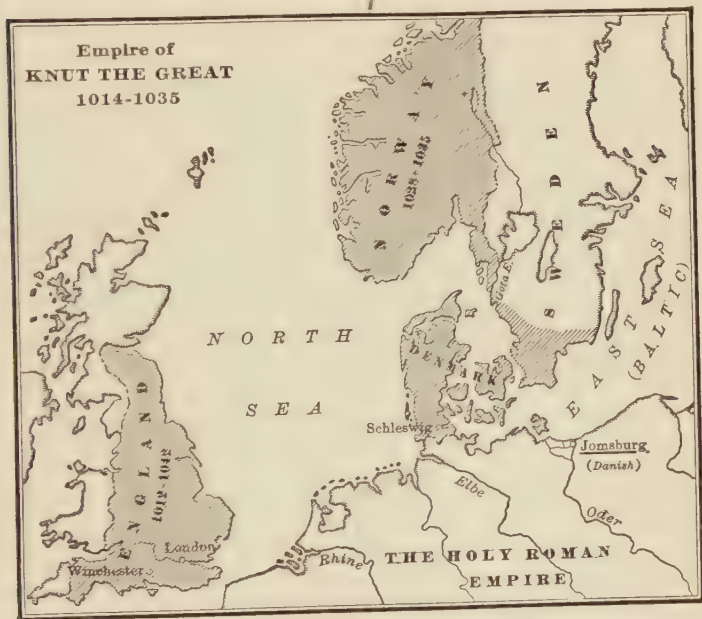 Empire of
KNUT THE GREAT
1014-1035
NORWAY
1028-1035
SWEDEN
Gota E.
NORTH
SEA
DENMARK
EAST SEA
(BALTIC)
Schleswig
Jomsburg
(Danish)
ENGLAND
1012-1042
London
Winchester
Elbe
Oder
Rhine
THE HOLY ROMAN
EMPIRE